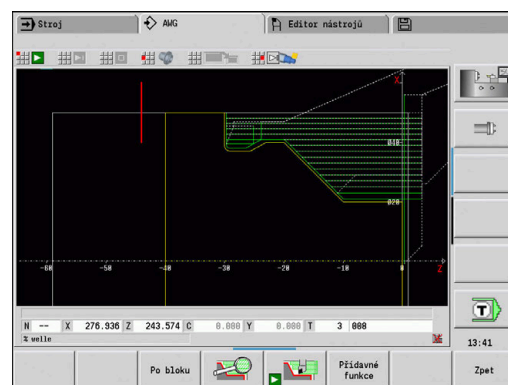 Stroj
AWG
Editor nástrojů
X
Ø40
Ø20
-60 -50 -40 -30 -20 -10 0 Z
N -- X 276.936 Z 243.574 C 0.000 Y 0.000 T 3 000
% welle
T
13:41
Po bloku
Přídavné
funkce
Zpet